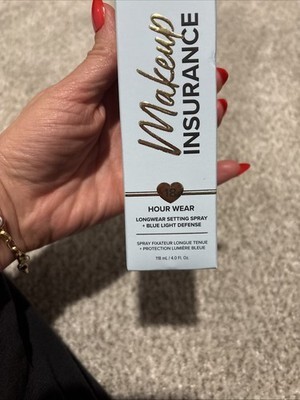 Makeup
INSURANCE
18
HOUR WEAR
LONGWEAR SETTING SPRAY
+ BLUE LIGHT DEFENSE
SPRAY FIXATEUR LONGUE TENUE
+ PROTECTION LUMIÈRE BLEUE
118 mL / 4.0 Fl. Oz.